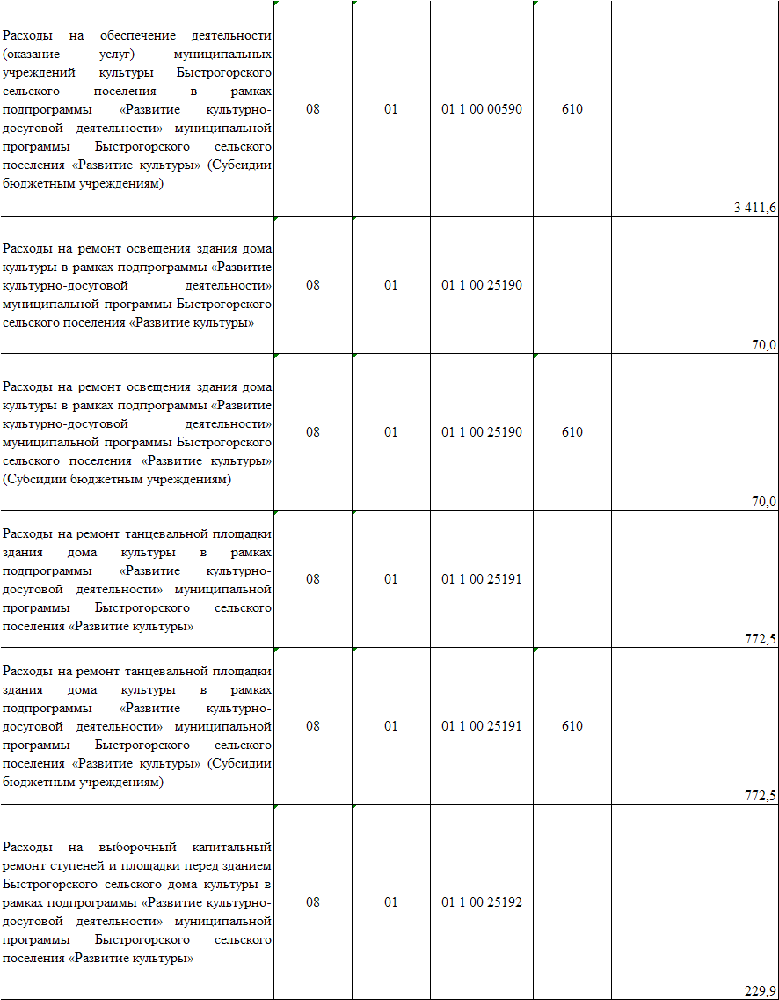 Расходы на обеспечение деятельности
(оказание услуг) муниципальных
учреждений культуры Быстрогорского
сельского поселения в рамках
подпрограммы «Развитие культурно-
досуговой деятельности» муниципальной
программы Быстрогорского сельского
поселения «Развитие культуры» (Субсидии
бюджетным учреждениям)
08 01 01 1 00 00590 610
3 411,6
Расходы на ремонт освещения здания дома
культуры в рамках подпрограммы «Развитие
культурно-досуговой деятельности»
муниципальной программы Быстрогорского
сельского поселения «Развитие культуры»
08 01 01 1 00 25190
70,0
Расходы на ремонт освещения здания дома
культуры в рамках подпрограммы «Развитие
культурно-досуговой деятельности»
муниципальной программы Быстрогорского
сельского поселения «Развитие культуры»
(Субсидии бюджетным учреждениям)
08 01 01 1 00 25190 610
70,0
Расходы на ремонт танцевальной площадки
здания дома культуры в рамках
подпрограммы «Развитие культурно-
досуговой деятельности» муниципальной
программы Быстрогорского сельского
поселения «Развитие культуры»
08 01 01 1 00 25191
772,5
Расходы на ремонт танцевальной площадки
здания дома культуры в рамках
подпрограммы «Развитие культурно-
досуговой деятельности» муниципальной
программы Быстрогорского сельского
поселения «Развитие культуры» (Субсидии
бюджетным учреждениям)
08 01 01 1 00 25191 610
772,5
Расходы на выборочный капитальный
ремонт ступеней и площадки перед зданием
Быстрогорского сельского дома культуры в
рамках подпрограммы «Развитие культурно-
досуговой деятельности» муниципальной
программы Быстрогорского сельского
поселения «Развитие культуры»
08 01 01 1 00 25192
229,9